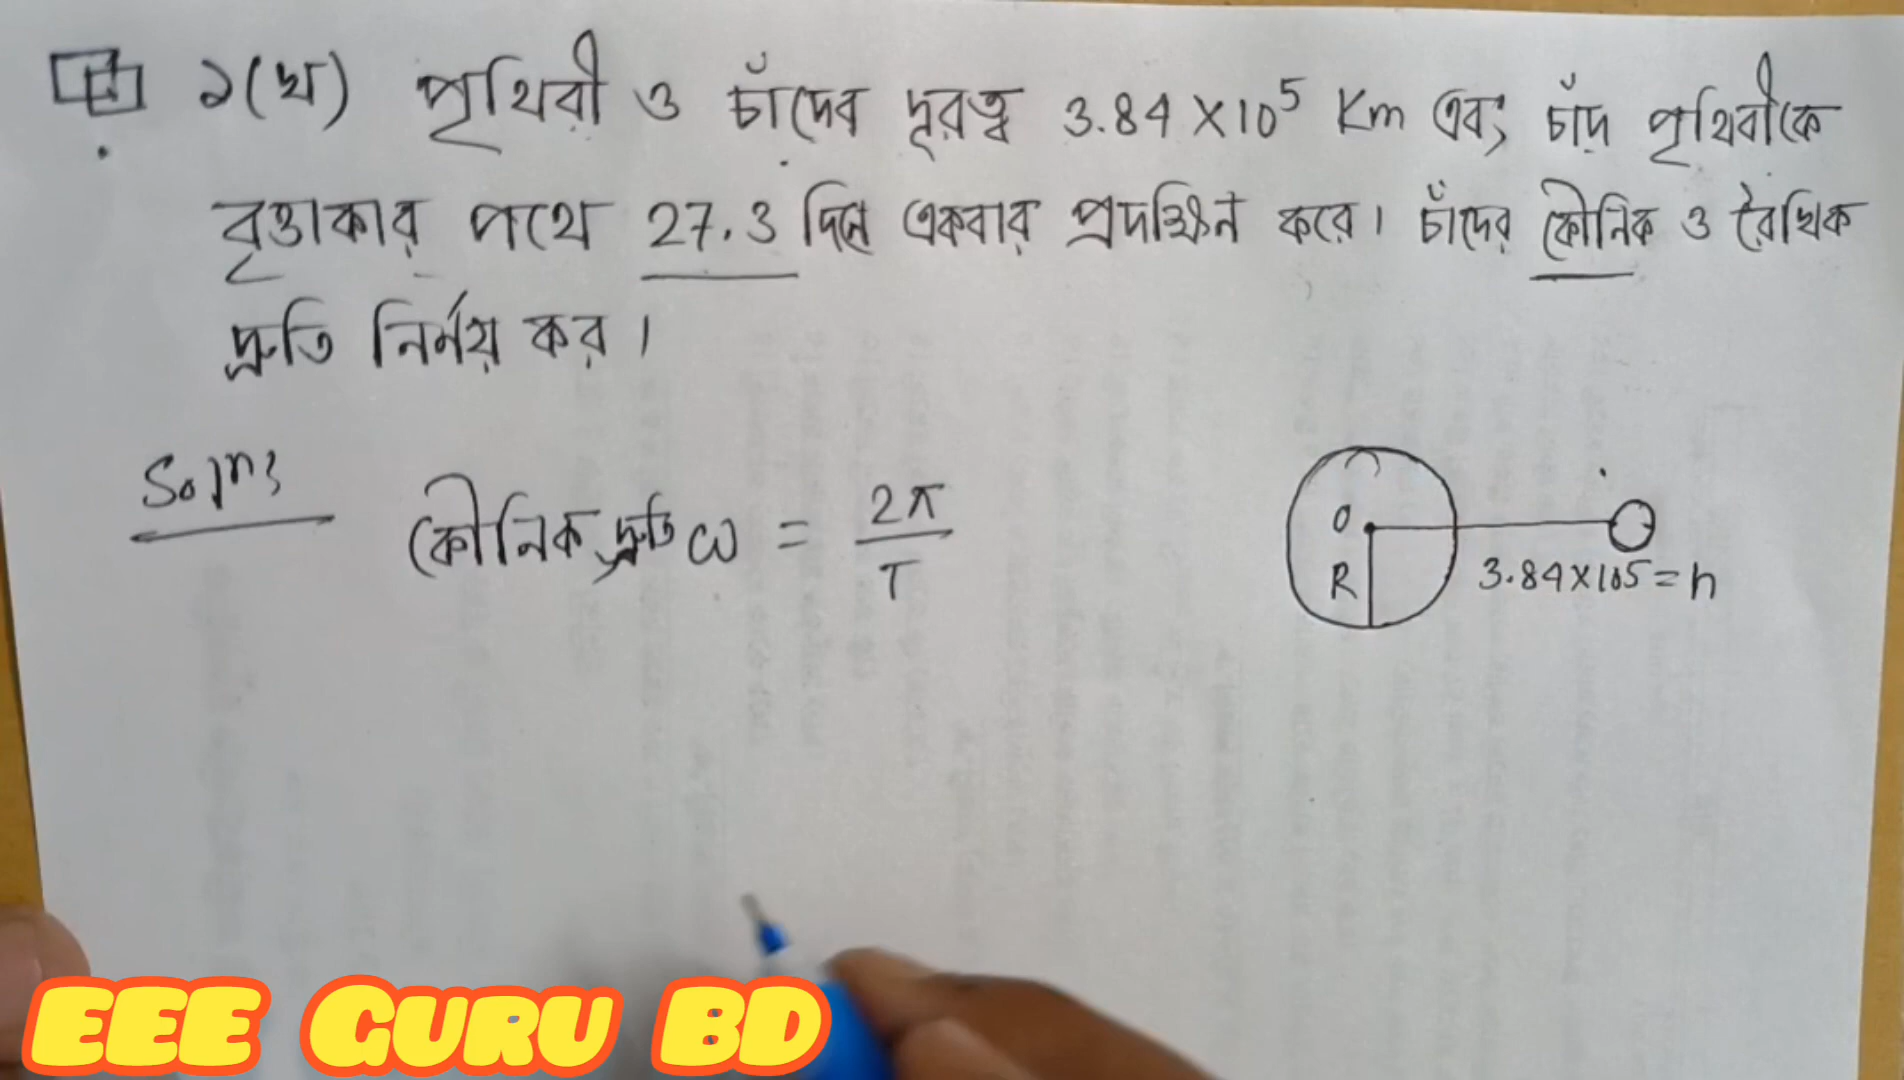 ১(খ) পৃথিবী ও চাঁদের দূরত্ব 3.84 × 10⁵ Km এবং চাঁদ পৃথিবীকে
বৃত্তাকার পথে 27.3 দিনে একবার প্রদক্ষিন করে। চাঁদের কৌনিক ও রৈখিক
দ্রুতি নির্নয় কর।
Solⁿ:
কৌনিক দ্রুতি ω = 2π/T
O
R
3.84×10⁵ = h
EEE GURU BD